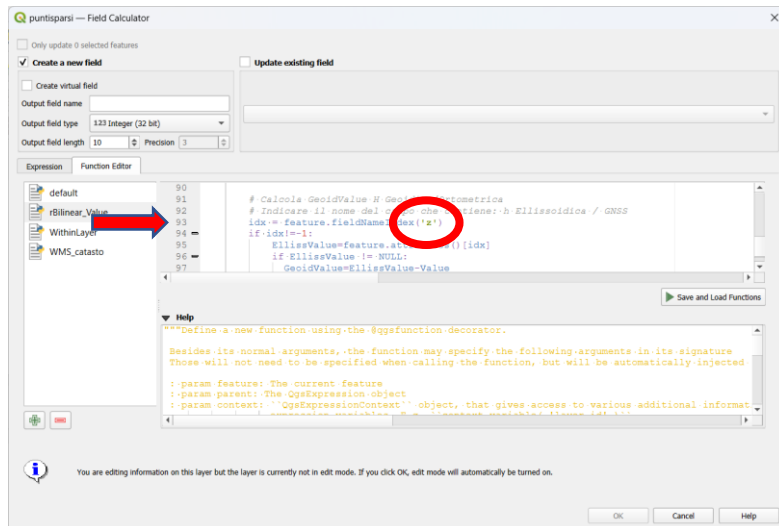 puntisparsi — Field Calculator
Only update 0 selected features
Create a new field
Update existing field
Create virtual field
Output field name
Output field type 123 Integer (32 bit)
Output field length 10 Precision 3
Expression Function Editor
default
rBilinear_Value
WithinLayer
WMS_catasto
90
91 # Calcola GeoidValue H Geoidica
92 # Indicare il nome del che contiene: h Ellissoidica / GNSS
93 idx = feature.fieldNameIndex('z')
94 if idx!=-1:
95 EllissValue=feature. ()[idx]
96 if EllissValue != NULL:
97 GeoidValue=EllissValue-Value
Save and Load Functions
Help
"""Define a new function using the @qgsfunction decorator.
Besides its normal arguments, the function may specify the following arguments in its signature
Those will not need to be specified when calling the function, but will be automatically injected
: param feature: The current feature
: param parent: The QgsExpression object
: param context: ``QgsExpressionContext`` object, that gives access to various additional informat
You are editing information on this layer but the layer is currently not in edit mode. If you click OK, edit mode will automatically be turned on.
OK Cancel Help